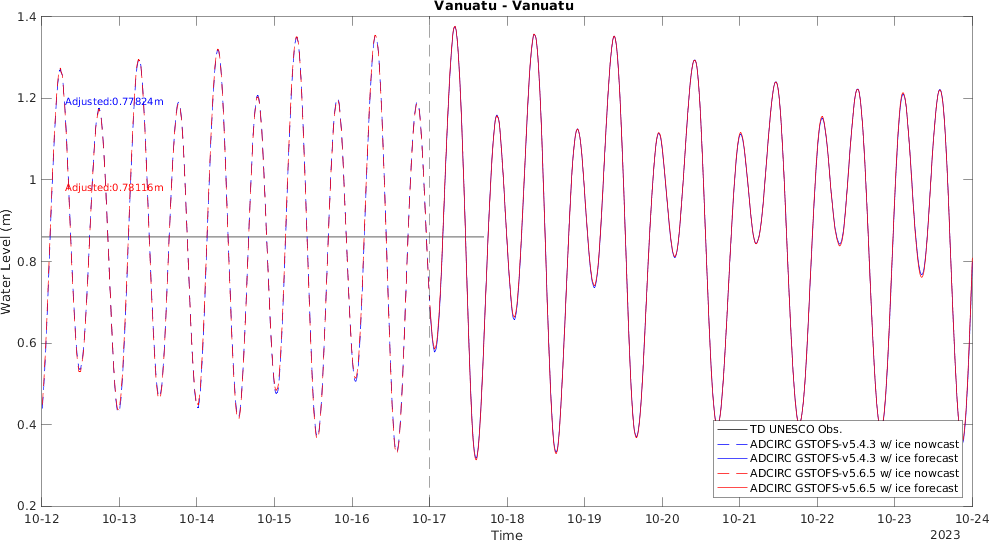 Vanuatu - Vanuatu
Water Level (m)
1.4
1.2
1
0.8
0.6
0.4
0.2
Adjusted:0.77824m
Adjusted:0.78116m
TD UNESCO Obs.
ADCIRC GSTOFS-v5.4.3 w/ ice nowcast
ADCIRC GSTOFS-v5.4.3 w/ ice forecast
ADCIRC GSTOFS-v5.6.5 w/ ice nowcast
ADCIRC GSTOFS-v5.6.5 w/ ice forecast
10-12 10-13 10-14 10-15 10-16 10-17 10-18 10-19 10-20 10-21 10-22 10-23 10-24
Time
2023